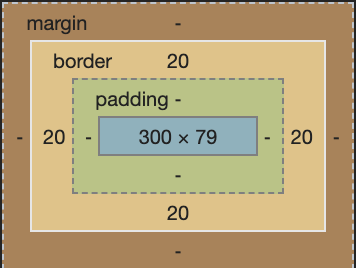 margin -
border 20
padding -
- 20 - 300 × 79 - 20 -
-
20
-